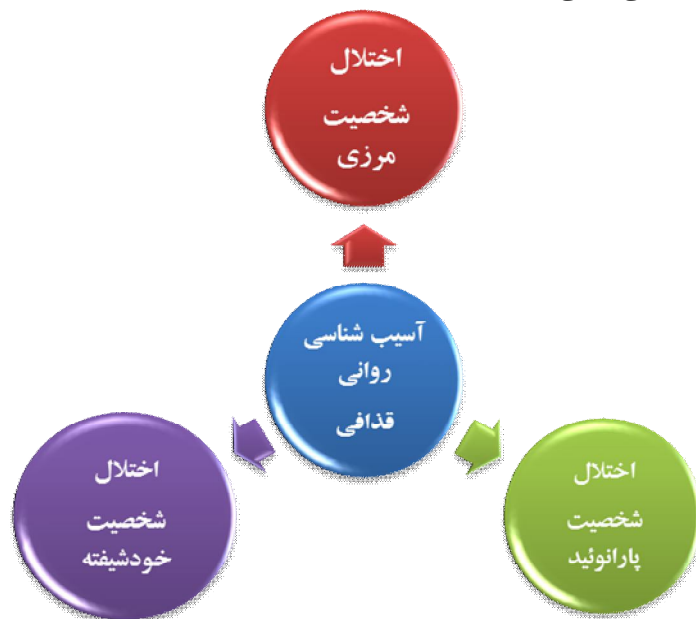 اختلال
شخصیت
مرزی
آسیب شناسی
روانی
قذافی
اختلال
شخصیت
پارانوئید
اختلال
شخصیت
خودشیفته